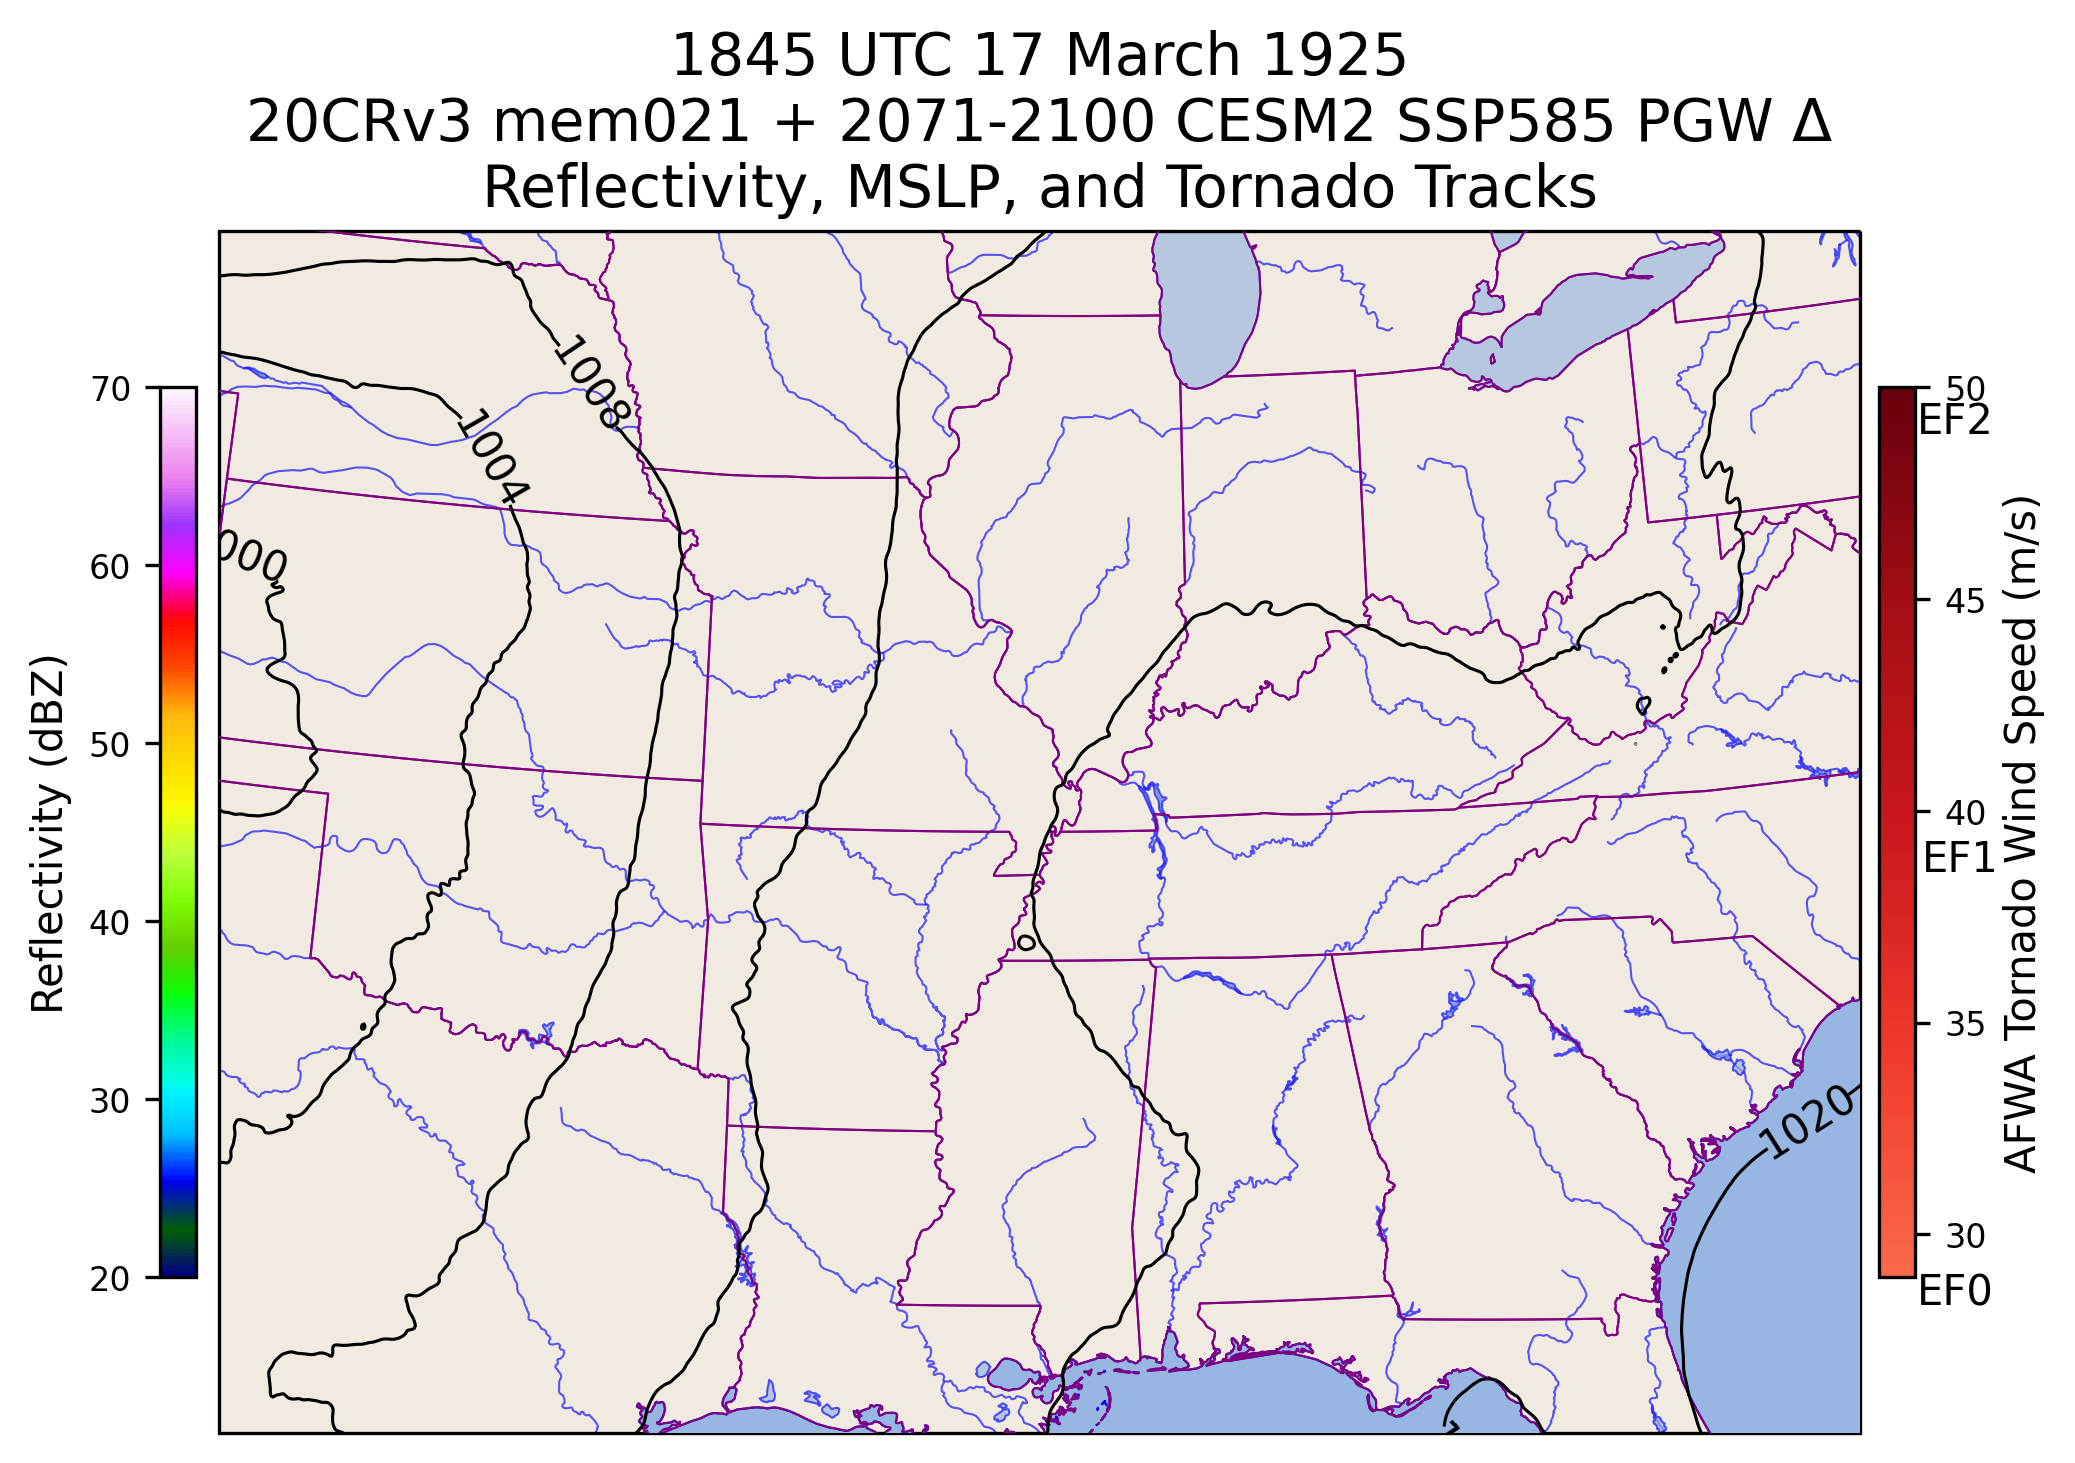 1845 UTC 17 March 1925
20CRv3 mem021 + 2071-2100 CESM2 SSP585 PGW Δ
Reflectivity, MSLP, and Tornado Tracks
Reflectivity (dBZ)
70
60
50
40
30
20
1008
1004
000
0
1020
50
EF2
45
40
EF1
35
30
EF0
AFWA Tornado Wind Speed (m/s)